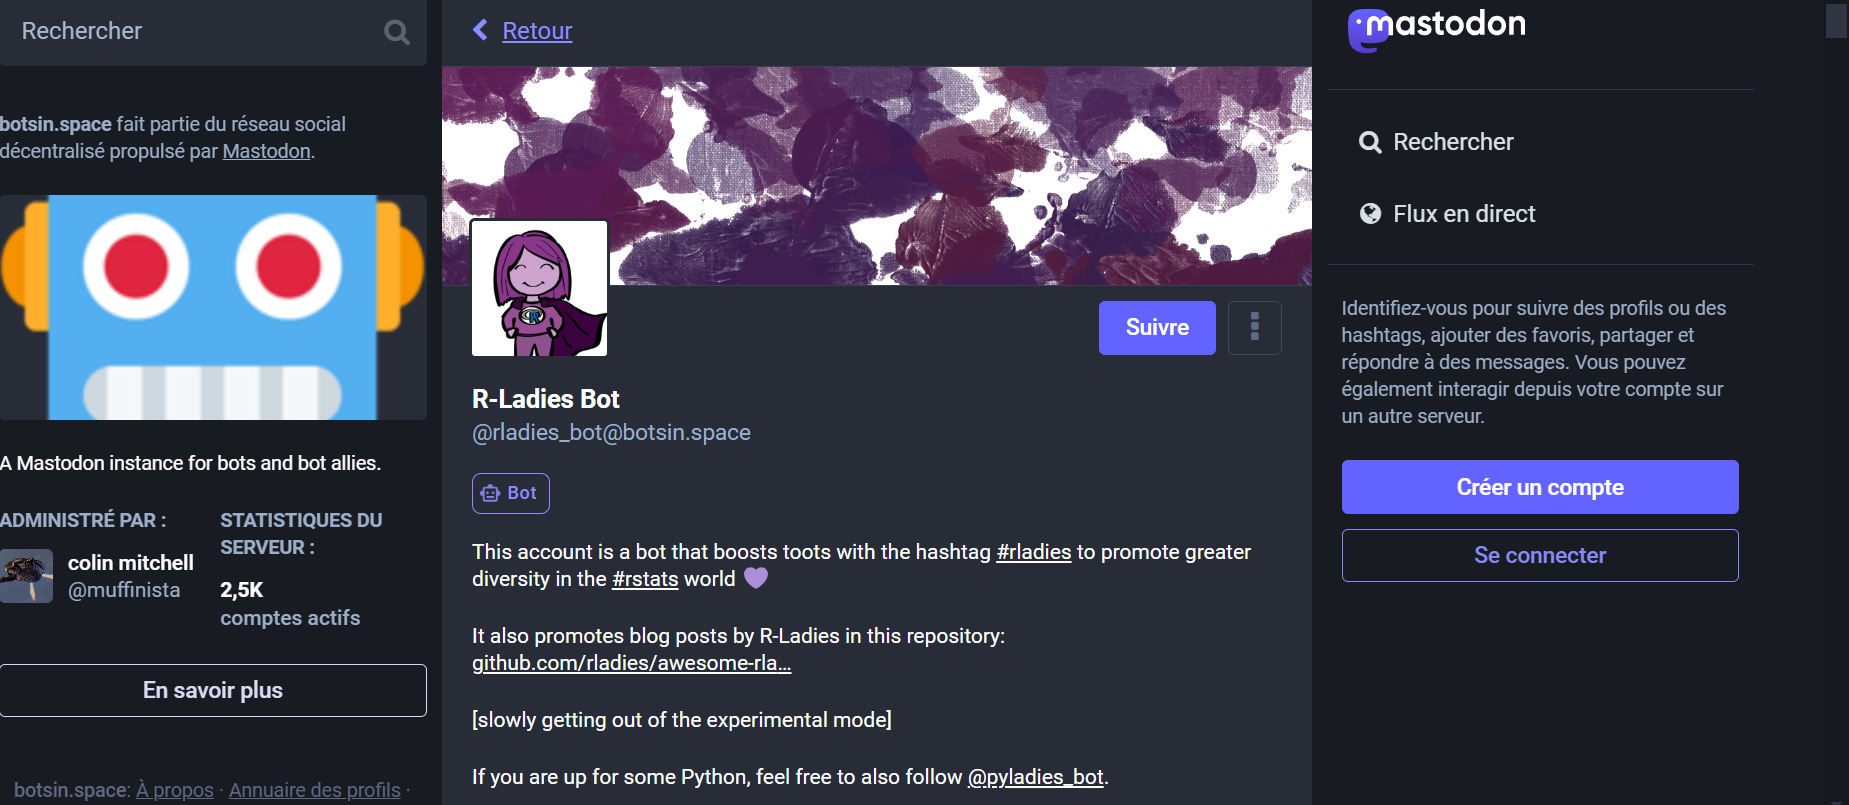 Rechercher
botsin.space fait partie du réseau social
décentralisé propulsé par Mastodon.
A Mastodon instance for bots and bot allies.
ADMINISTRÉ PAR :
colin mitchell
@muffinista
STATISTIQUES DU
SERVEUR :
2,5K
comptes actifs
En savoir plus
botsin.space: À propos · Annuaire des profils ·
Retour
R
R-Ladies Bot
@rladies_bot@botsin.space
Bot
Suivre
This account is a bot that boosts toots with the hashtag #rladies to promote greater
diversity in the #rstats world 💜
It also promotes blog posts by R-Ladies in this repository:
github.com/rladies/awesome-rla…
[slowly getting out of the experimental mode]
If you are up for some Python, feel free to also follow @pyladies_bot.
mastodon
Rechercher
Flux en direct
Identifiez-vous pour suivre des profils ou des
hashtags, ajouter des favoris, partager et
répondre à des messages. Vous pouvez
également interagir depuis votre compte sur
un autre serveur.
Créer un compte
Se connecter